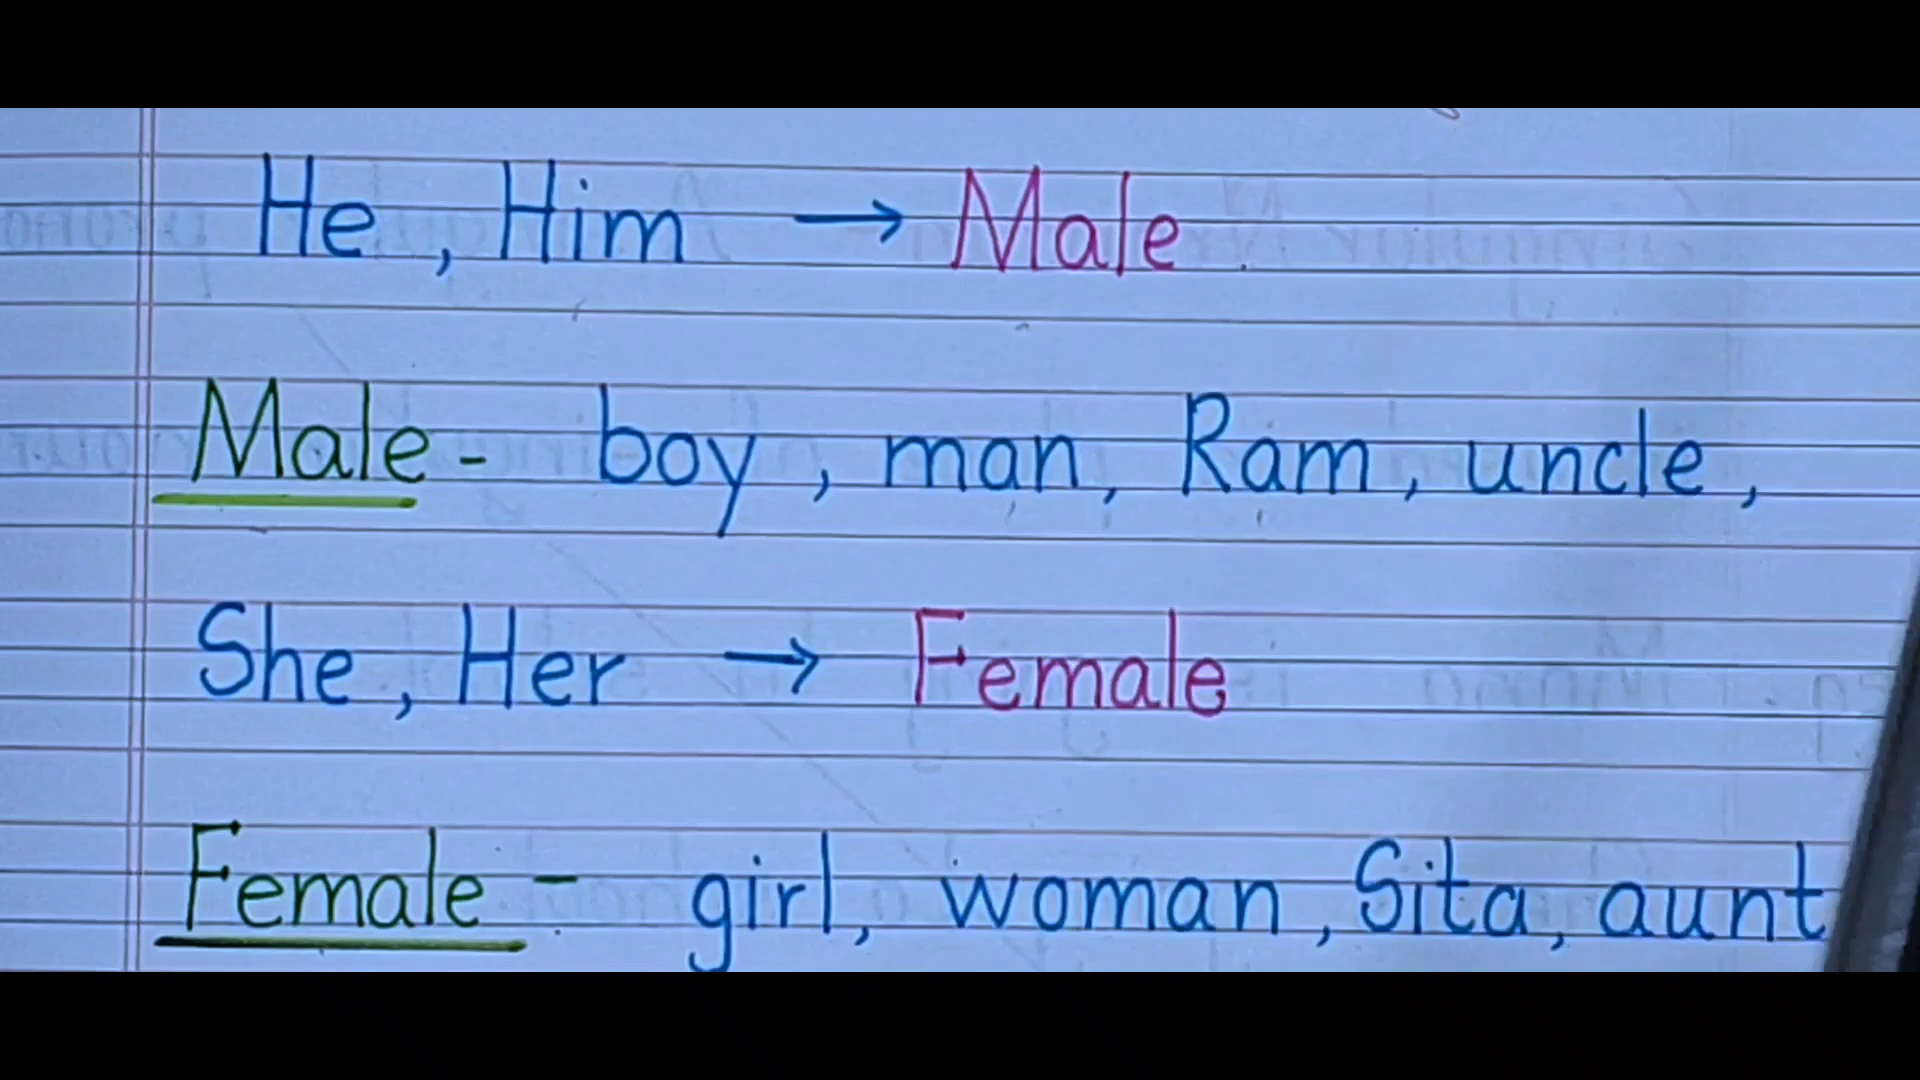 He, Him → Male
Male - boy, man, Ram, uncle,
She, Her → Female
Female - girl, woman, Sita, aunt